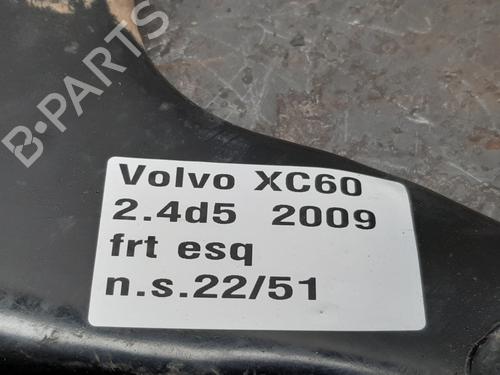 B-PARTS
Volvo XC60
2.4d5 2009
frt esq
n.s.22/51